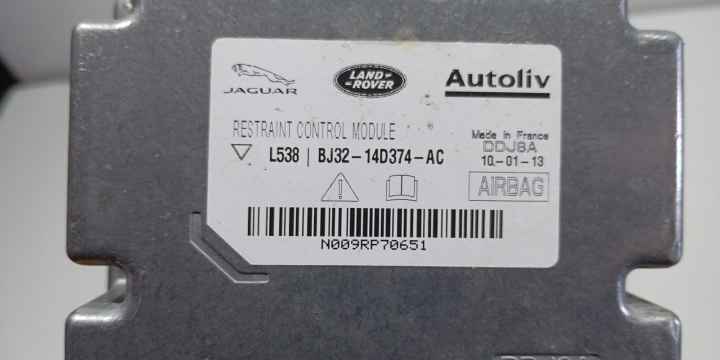 JAGUAR
LAND-
-ROVER
Autoliv
RESTRAINT CONTROL MODULE
L538 | BJ32-14D374-AC
Made in France
DDJ8A
10.-01-13
AIRBAG
N009RP70651